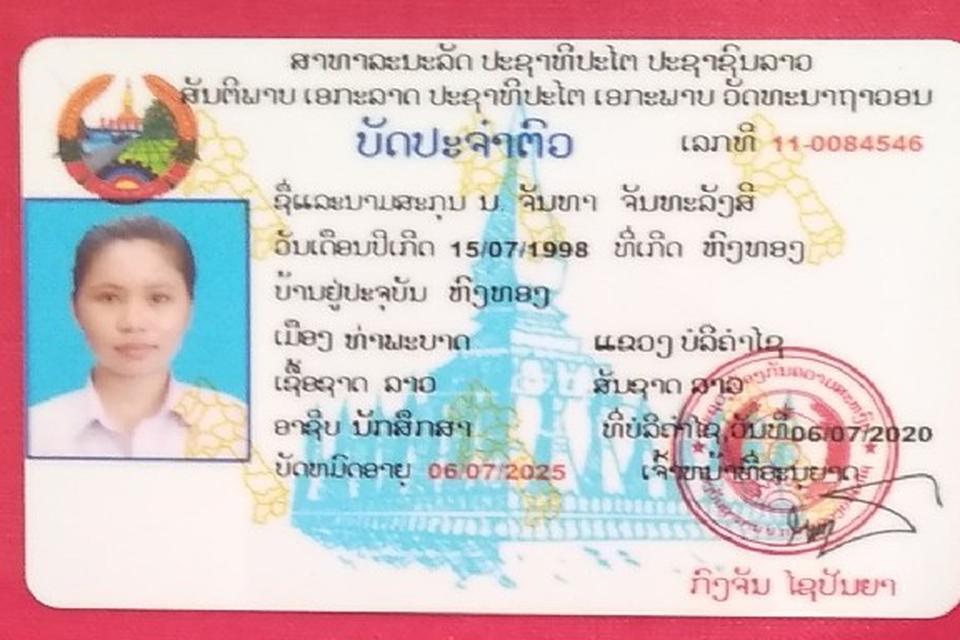 ສາທາລະນະລັດ ປະຊາທິປະໄຕ ປະຊາຊົນລາວ
ສັນຕິພາບ ເອກະລາດ ປະຊາທິປະໄຕ ເອກະພາບ ວັດທະນາຖາວອນ
ບັດປະຈຳຕົວ ເລກທີ 11-0084546
ຊື່ແລະນາມສະກຸນ ນ. ຈັນທາ ຈັນທະລັງສີ
ວັນເດືອນປີເກີດ 15/07/1998 ທີ່ເກີດ ທົ່ງທອງ
ບ້ານຢູ່ປະຈຸບັນ ທົ່ງທອງ
ເມືອງ ທ່າພະບາດ ແຂວງ ບໍລິຄໍາໄຊ
ເຊື້ອຊາດ ລາວ ສັນຊາດ ລາວ
ອາຊີບ ນັກສຶກສາ ທີ່ບໍລິຄໍາໄຊ ວັນທີ 06/07/2020
ບັດຫມົດອາຍຸ 06/07/2025 ເຈົ້າຫນ້າທີ່ອະນຸຍາດ
ກົງຈັນ ໄຊປັນຍາ